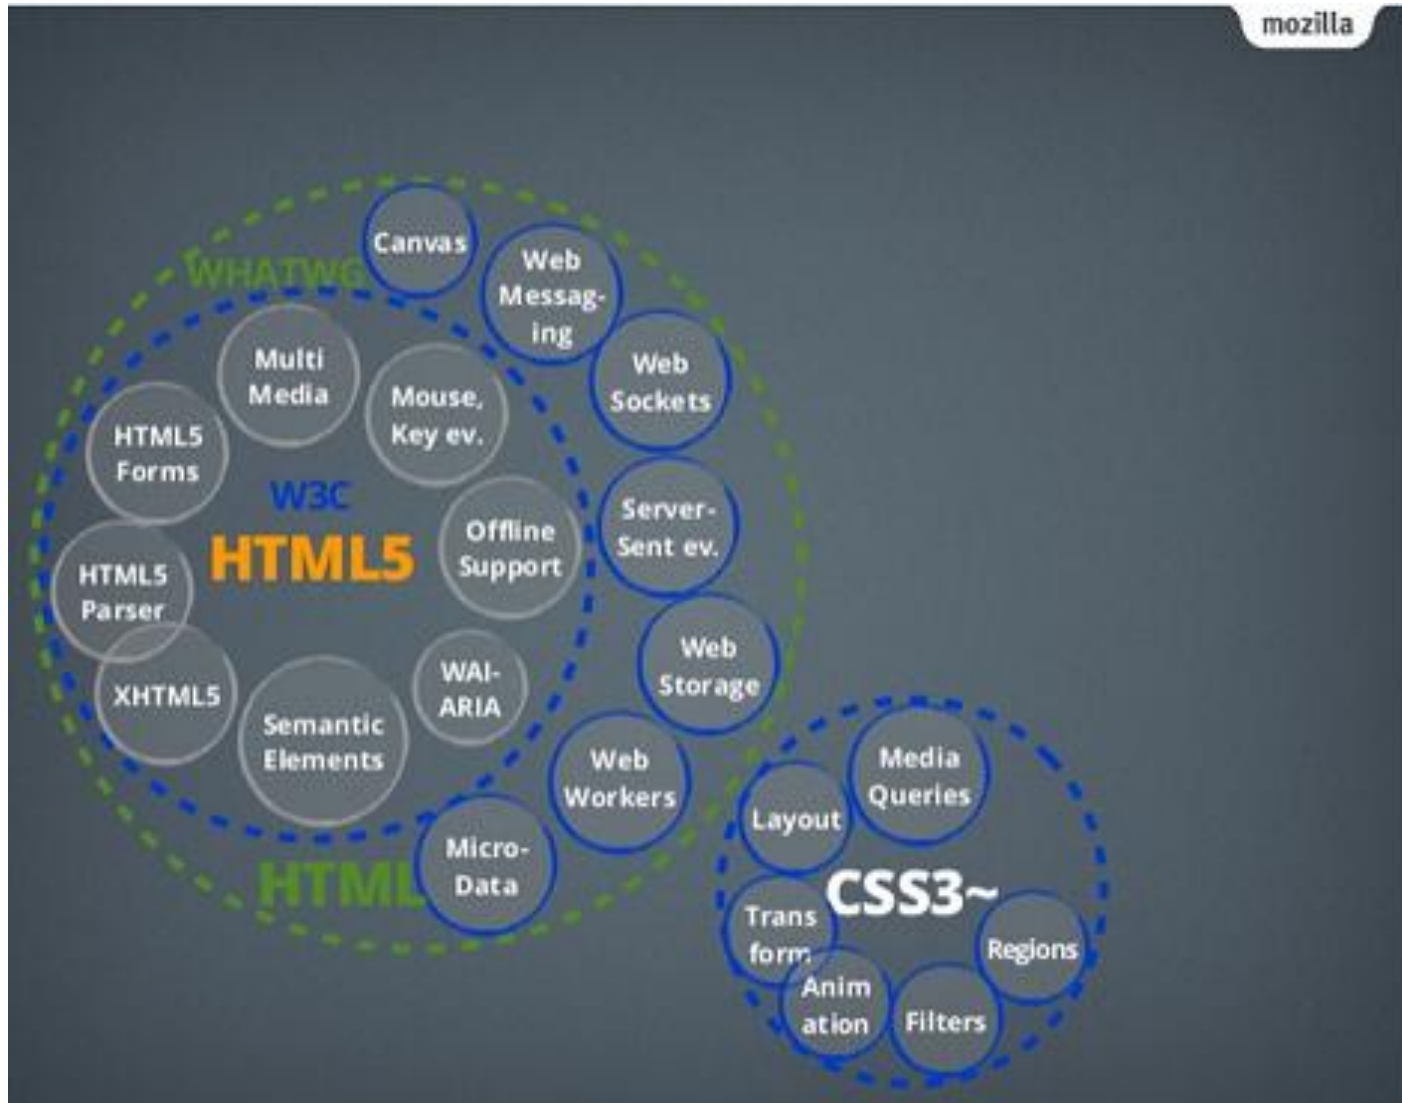 mozilla
Canvas
WHATWG
Web
Messag-
ing
Multi
Media
Mouse,
Key ev.
Web
Sockets
HTML5
Forms
W3C
HTML5
Offline
Support
Server-
Sent ev.
HTML5
Parser
XHTML5
Semantic
Elements
WAI-
ARIA
Web
Storage
Web
Workers
Micro-
Data
HTML
Media
Queries
Layout
CSS3~
Trans
form
Regions
Anim
ation
Filters